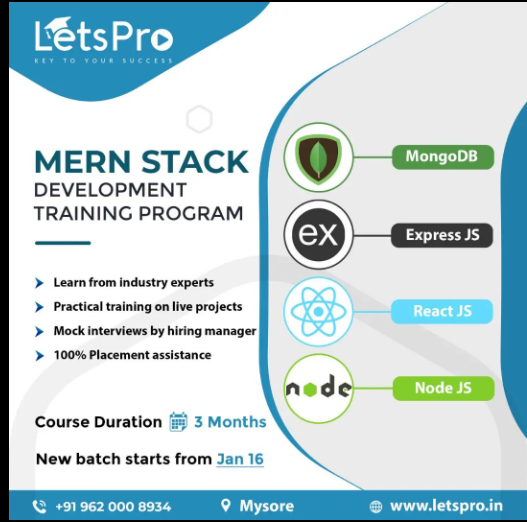 LetsPro
KEY TO YOUR SUCCESS
MERN STACK
DEVELOPMENT
TRAINING PROGRAM
Learn from industry experts
Practical training on live projects
Mock interviews by hiring manager
100% Placement assistance
Course Duration 3 Months
New batch starts from Jan 16
MongoDB
ex
Express JS
React JS
node
Node JS
+91 962 000 8934
Mysore
www.letspro.in